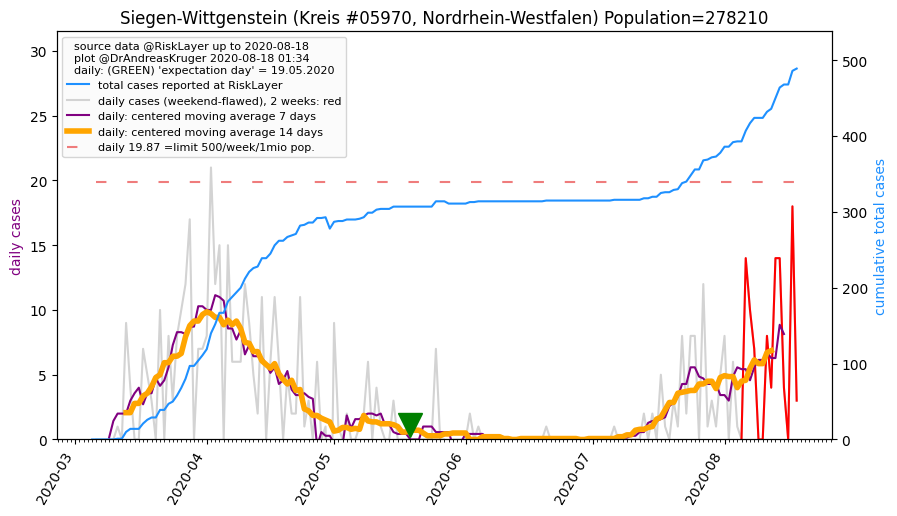 Siegen-Wittgenstein (Kreis #05970, Nordrhein-Westfalen) Population=278210
source data @RiskLayer up to 2020-08-18
plot @DrAndreasKruger 2020-08-18 01:34
daily: (GREEN) 'expectation day' = 19.05.2020
total cases reported at RiskLayer
daily cases (weekend-flawed), 2 weeks: red
daily: centered moving average 7 days
daily: centered moving average 14 days
daily 19.87 =limit 500/week/1mio pop.
daily cases
30
25
20
15
10
5
0
cumulative total cases
500
400
300
200
100
0
2020-03
2020-04
2020-05
2020-06
2020-07
2020-08